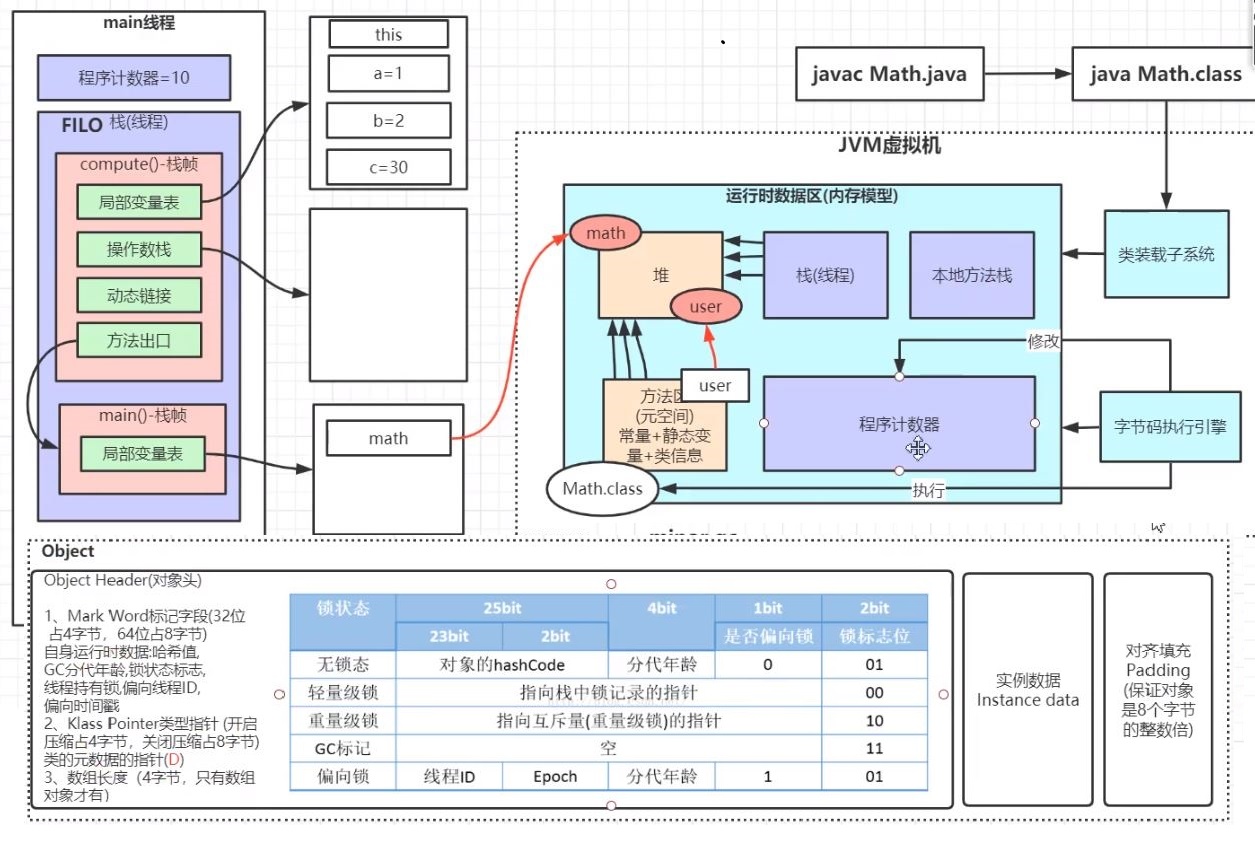 main线程
程序计数器=10
FILO 栈(线程)
compute()-栈帧
局部变量表
操作数栈
动态链接
方法出口
main()-栈帧
局部变量表
this
a=1
b=2
c=30
math
javac Math.java
java Math.class
JVM虚拟机
运行时数据区(内存模型)
math
堆
user
栈(线程)
本地方法栈
类装载子系统
修改
user
方法区
(元空间)
常量+静态变
量+类信息
程序计数器
字节码执行引擎
Math.class
执行
Object
Object Header(对象头)
1、Mark Word标记字段(32位
占4字节，64位占8字节)
自身运行时数据:哈希值,
GC分代年龄,锁状态标志,
线程持有锁,偏向线程ID,
偏向时间戳
2、Klass Pointer类型指针 (开启
压缩占4字节，关闭压缩占8字节)
类的元数据的指针(D)
3、数组长度（4字节，只有数组
对象才有）
锁状态 25bit 4bit 1bit 2bit
23bit 2bit 是否偏向锁 锁标志位
无锁态 对象的hashCode 分代年龄 0 01
轻量级锁 指向栈中锁记录的指针 00
重量级锁 指向互斥量(重量级锁)的指针 10
GC标记 空 11
偏向锁 线程ID Epoch 分代年龄 1 01
实例数据
Instance data
对齐填充
Padding
(保证对象
是8个字节
的整数倍)